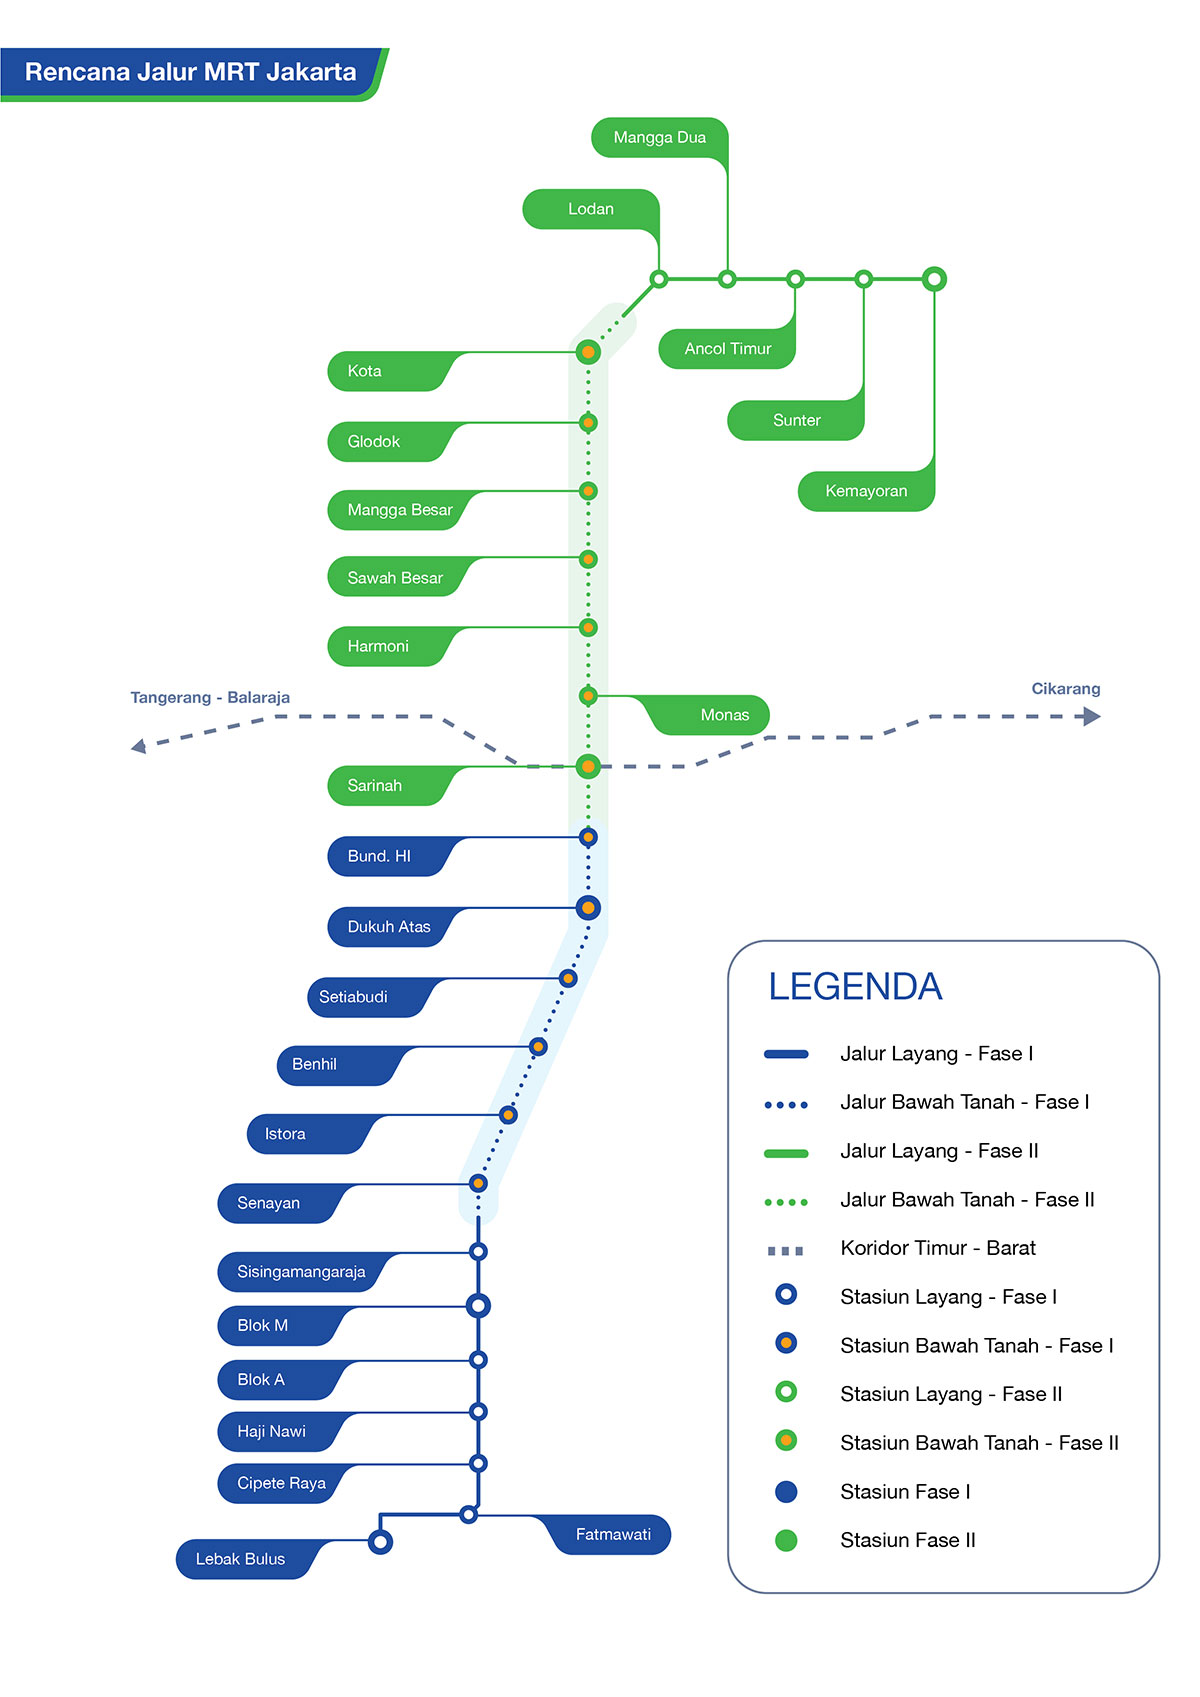 Rencana Jalur MRT Jakarta
Mangga Dua
Lodan
Ancol Timur
Kota
Sunter
Glodok
Kemayoran
Mangga Besar
Sawah Besar
Harmoni
Tangerang - Balaraja
Cikarang
Monas
Sarinah
Bund. HI
Dukuh Atas
Setiabudi
Benhil
Istora
Senayan
Sisingamangaraja
Blok M
Blok A
Haji Nawi
Cipete Raya
Fatmawati
Lebak Bulus
LEGENDA
Jalur Layang - Fase I
Jalur Bawah Tanah - Fase I
Jalur Layang - Fase II
Jalur Bawah Tanah - Fase II
Koridor Timur - Barat
Stasiun Layang - Fase I
Stasiun Bawah Tanah - Fase I
Stasiun Layang - Fase II
Stasiun Bawah Tanah - Fase II
Stasiun Fase I
Stasiun Fase II